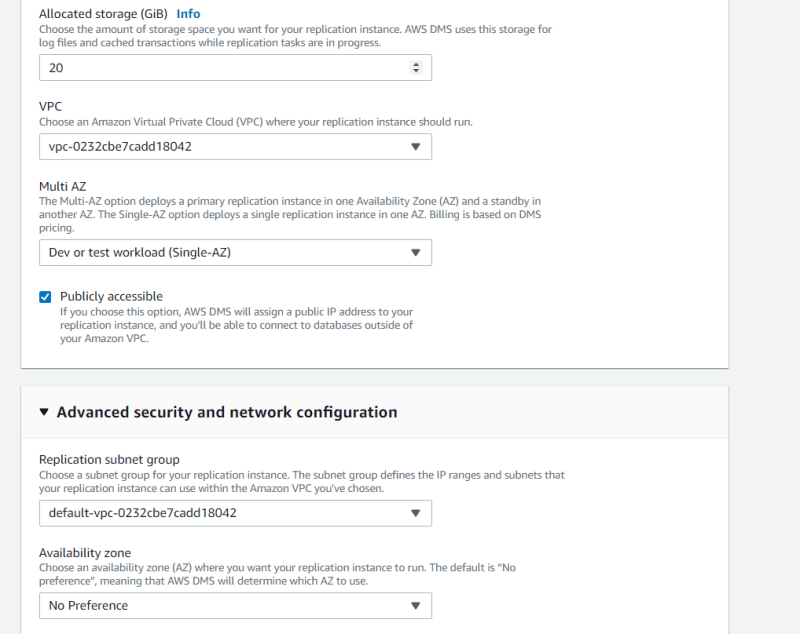 Allocated storage (GiB) Info
Choose the amount of storage space you want for your replication instance. AWS DMS uses this storage for
log files and cached transactions while replication tasks are in progress.
20
VPC
Choose an Amazon Virtual Private Cloud (VPC) where your replication instance should run.
vpc-0232cbe7cadd18042
Multi AZ
The Multi-AZ option deploys a primary replication instance in one Availability Zone (AZ) and a standby in
another AZ. The Single-AZ option deploys a single replication instance in one AZ. Billing is based on DMS
pricing.
Dev or test workload (Single-AZ)
Publicly accessible
If you choose this option, AWS DMS will assign a public IP address to your
replication instance, and you'll be able to connect to databases outside of
your Amazon VPC.
Advanced security and network configuration
Replication subnet group
Choose a subnet group for your replication instance. The subnet group defines the IP ranges and subnets that
your replication instance can use within the Amazon VPC you've chosen.
default-vpc-0232cbe7cadd18042
Availability zone
Choose an availability zone (AZ) where you want your replication instance to run. The default is "No
preference", meaning that AWS DMS will determine which AZ to use.
No Preference